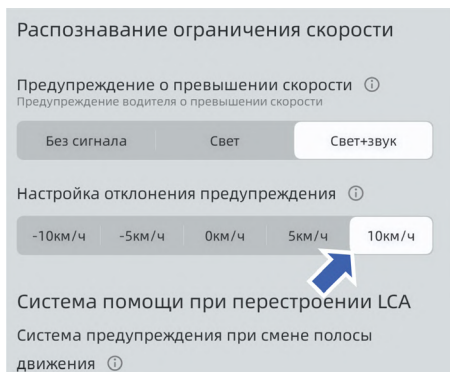 Распознавание ограничения скорости
Предупреждение о превышении скорости
Предупреждение водителя о превышении скорости
Без сигнала Свет Свет+звук
Настройка отклонения предупреждения
-10км/ч -5км/ч 0км/ч 5км/ч 10км/ч
Система помощи при перестроении LCA
Система предупреждения при смене полосы
движения